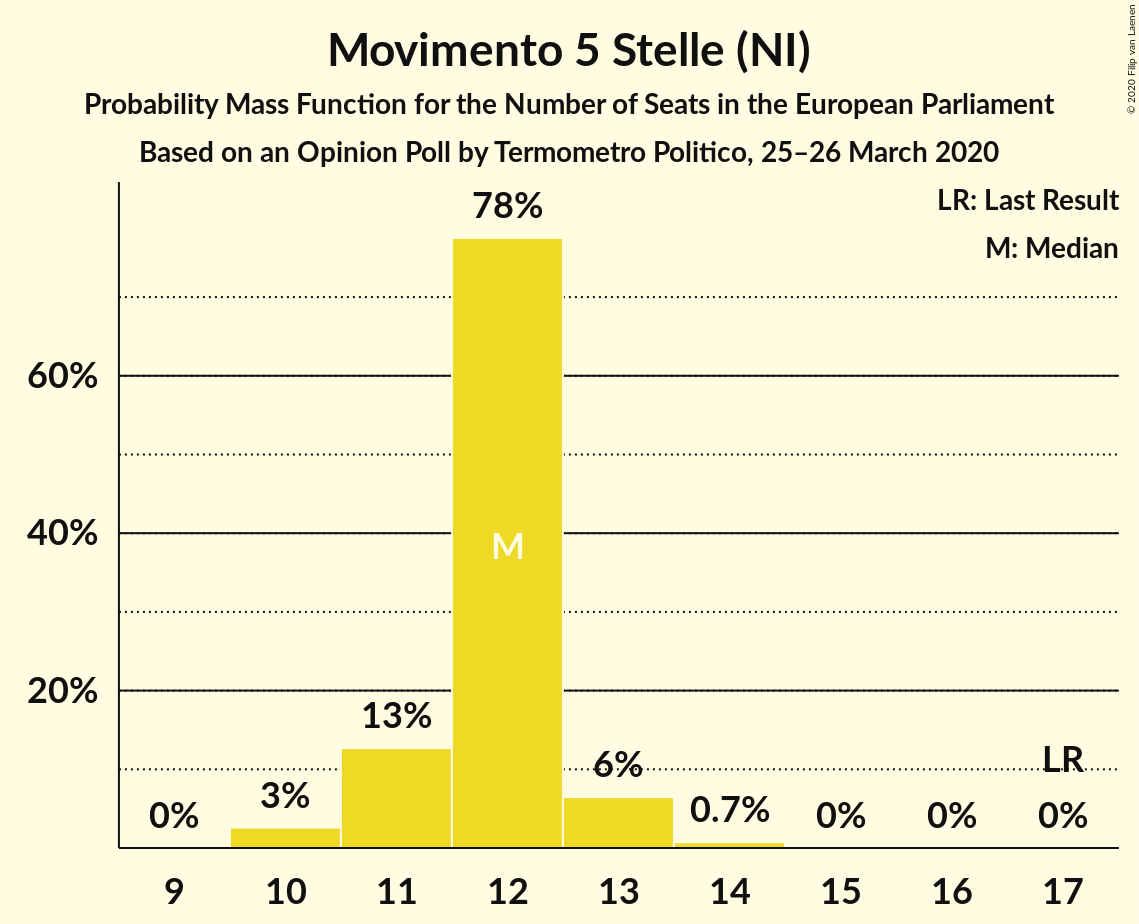 Movimento 5 Stelle (NI)
Probability Mass Function for the Number of Seats in the European Parliament
Based on an Opinion Poll by Termometro Politico, 25–26 March 2020
© 2020 Filip van Laenen
LR: Last Result
M: Median
78%
60%
40%
M
20%
13%
6%
LR
0%
3%
0.7%
0%
0%
0%
9
10
11
12
13
14
15
16
17